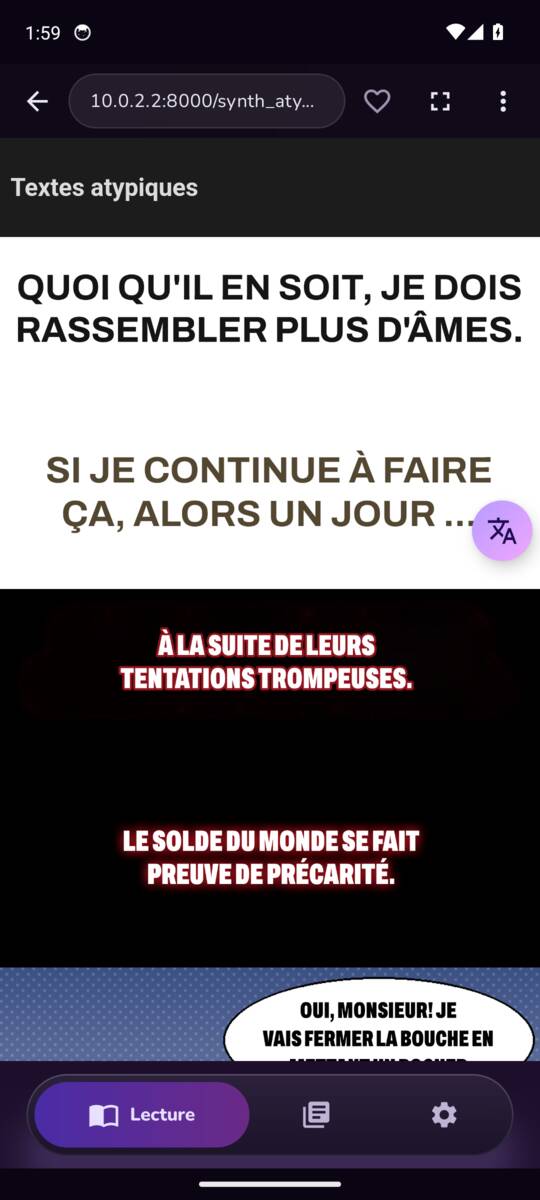 1:59
10.0.2.2:8000/synth_aty...
Textes atypiques
QUOI QU'IL EN SOIT, JE DOIS
RASSEMBLER PLUS D'ÂMES.
SI JE CONTINUE À FAIRE
ÇA, ALORS UN JOUR ...
À LA SUITE DE LEURS
TENTATIONS TROMPEUSES.
LE SOLDE DU MONDE SE FAIT
PREUVE DE PRÉCARITÉ.
OUI, MONSIEUR! JE
VAIS FERMER LA BOUCHE EN
Lecture